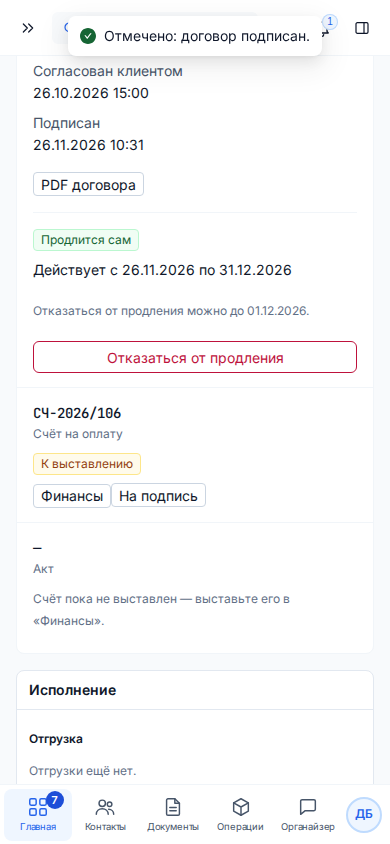 Отмечено: договор подписан.
1
Согласован клиентом
26.10.2026 15:00
Подписан
26.11.2026 10:31
PDF договора
Продлится сам
Действует с 26.11.2026 по 31.12.2026
Отказаться от продления можно до 01.12.2026.
Отказаться от продления
СЧ-2026/106
Счёт на оплату
К выставлению
Финансы На подпись
—
Акт
Счёт пока не выставлен — выставьте его в
«Финансы».
Исполнение
Отгрузка
Отгрузки ещё нет.
7
Главная Контакты Документы Операции Органайзер ДБ